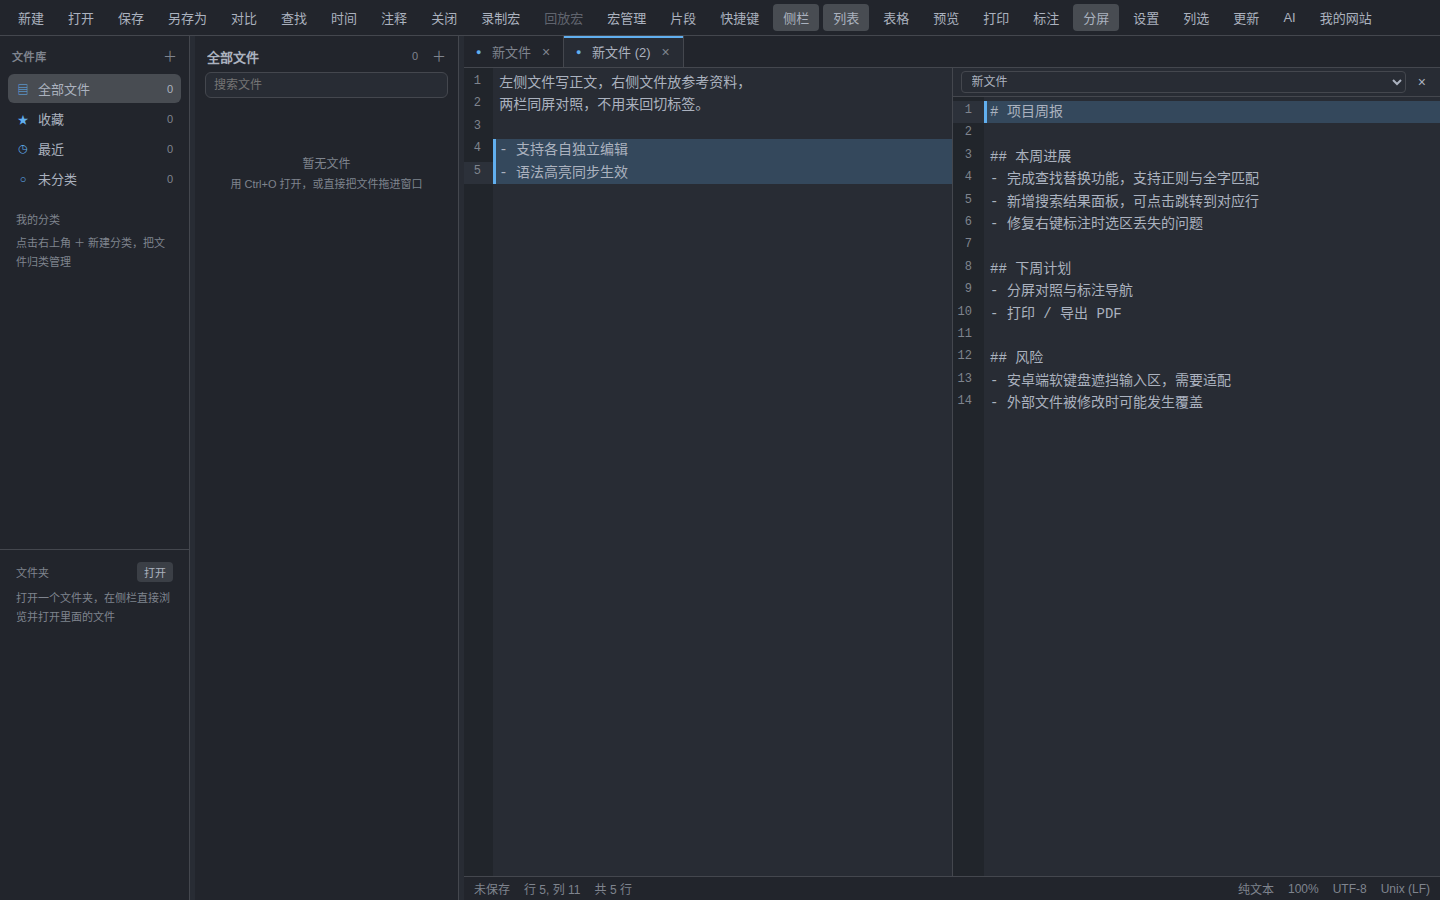 新建 打开 保存 另存为 对比 查找 时间 注释 关闭 录制宏 回放宏 宏管理 片段 快捷键 侧栏 列表 表格 预览 打印 标注 分屏 设置 列选 更新 AI 我的网站
文件库 +
全部文件 0
收藏 0
最近 0
未分类 0
我的分类
点击右上角 + 新建分类，把文
件归类管理
文件夹 打开
打开一个文件夹，在侧栏直接浏
览并打开里面的文件
全部文件 0 +
搜索文件
暂无文件
用 Ctrl+O 打开，或直接把文件拖进窗口
• 新文件 ×
• 新文件 (2) ×
1 左侧文件写正文，右侧文件放参考资料，
2 两栏同屏对照，不用来回切标签。
3
4 - 支持各自独立编辑
5 - 语法高亮同步生效
新文件 ×
1 # 项目周报
2
3 ## 本周进展
4 - 完成查找替换功能，支持正则与全字匹配
5 - 新增搜索结果面板，可点击跳转到对应行
6 - 修复右键标注时选区丢失的问题
7
8 ## 下周计划
9 - 分屏对照与标注导航
10 - 打印 / 导出 PDF
11
12 ## 风险
13 - 安卓端软键盘遮挡输入区，需要适配
14 - 外部文件被修改时可能发生覆盖
未保存 行 5, 列 11 共 5 行 纯文本 100% UTF-8 Unix (LF)